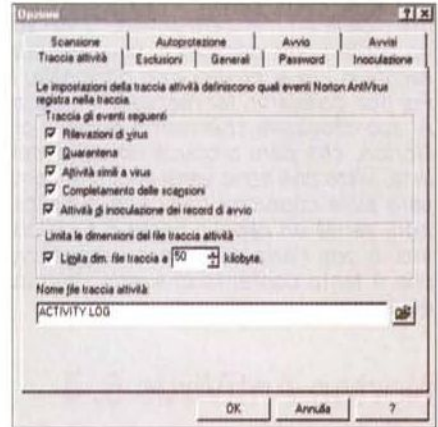 Opzioni
Scansione Autoprotezione Avvio Avvisi
Traccia attività Esclusioni Generali Password Inoculazione
Le impostazioni della traccia attività definiscono quali eventi Norton AntiVirus
registra nella traccia.
Traccia gli eventi seguenti
Rilevazioni di virus
Quarantena
Attività simili a virus
Completamento delle scansioni
Attività di inoculazione dei record di avvio
Limita le dimensioni del file traccia attività
Limita dim. file traccia a 50 kilobyte.
Nome file traccia attività:
ACTIVITY LOG
OK Annulla ?